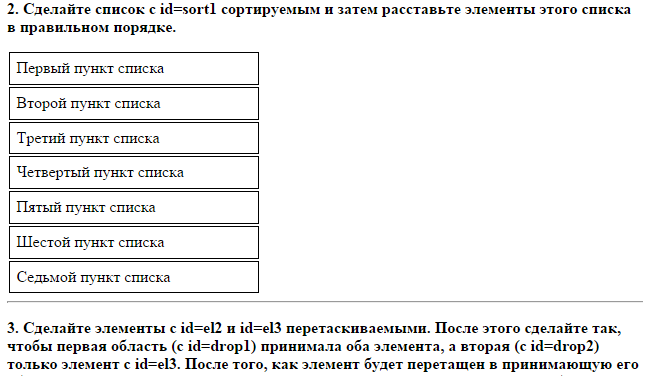 2. Сделайте список с id=sort1 сортируемым и затем расставьте элементы этого списка
в правильном порядке.
Первый пункт списка
Второй пункт списка
Третий пункт списка
Четвертый пункт списка
Пятый пункт списка
Шестой пункт списка
Седьмой пункт списка
3. Сделайте элементы с id=el2 и id=el3 перетаскиваемыми. После этого сделайте так,
чтобы первая область (с id=drop1) принимала оба элемента, а вторая (с id=drop2)
только элемент с id=el3. После того, как элемент будет перетащен в принимающую его